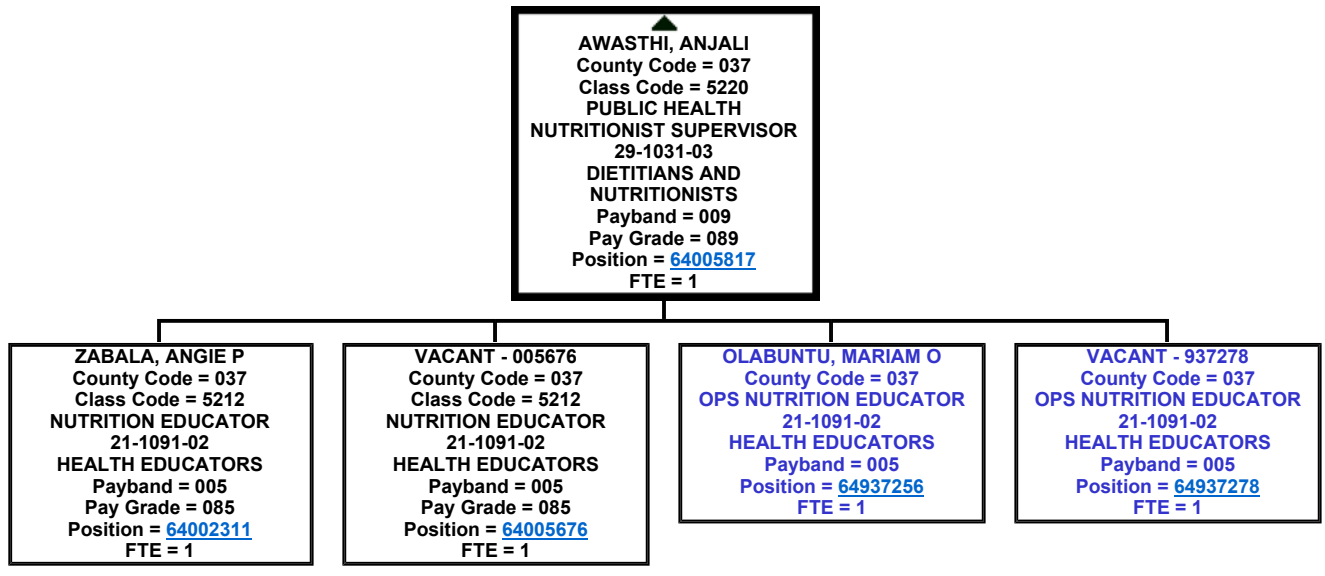 AWASTHI, ANJALI
County Code = 037
Class Code = 5220
PUBLIC HEALTH
NUTRITIONIST SUPERVISOR
29-1031-03
DIETITIANS AND
NUTRITIONISTS
Payband = 009
Pay Grade = 089
Position = 64005817
FTE = 1
ZABALA, ANGIE P
County Code = 037
Class Code = 5212
NUTRITION EDUCATOR
21-1091-02
HEALTH EDUCATORS
Payband = 005
Pay Grade = 085
Position = 64002311
FTE = 1
VACANT - 005676
County Code = 037
Class Code = 5212
NUTRITION EDUCATOR
21-1091-02
HEALTH EDUCATORS
Payband = 005
Pay Grade = 085
Position = 64005676
FTE = 1
OLABUNTU, MARIAM O
County Code = 037
OPS NUTRITION EDUCATOR
21-1091-02
HEALTH EDUCATORS
Payband = 005
Position = 64937256
FTE = 1
VACANT - 937278
County Code = 037
OPS NUTRITION EDUCATOR
21-1091-02
HEALTH EDUCATORS
Payband = 005
Position = 64937278
FTE = 1